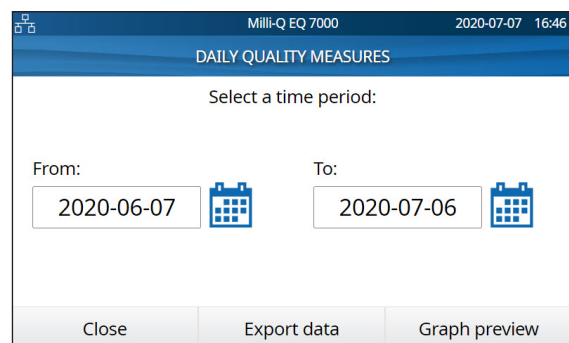 Milli-Q EQ 7000 2020-07-07 16:46
DAILY QUALITY MEASURES
Select a time period:
From: To:
2020-06-07 2020-07-06
Close Export data Graph preview